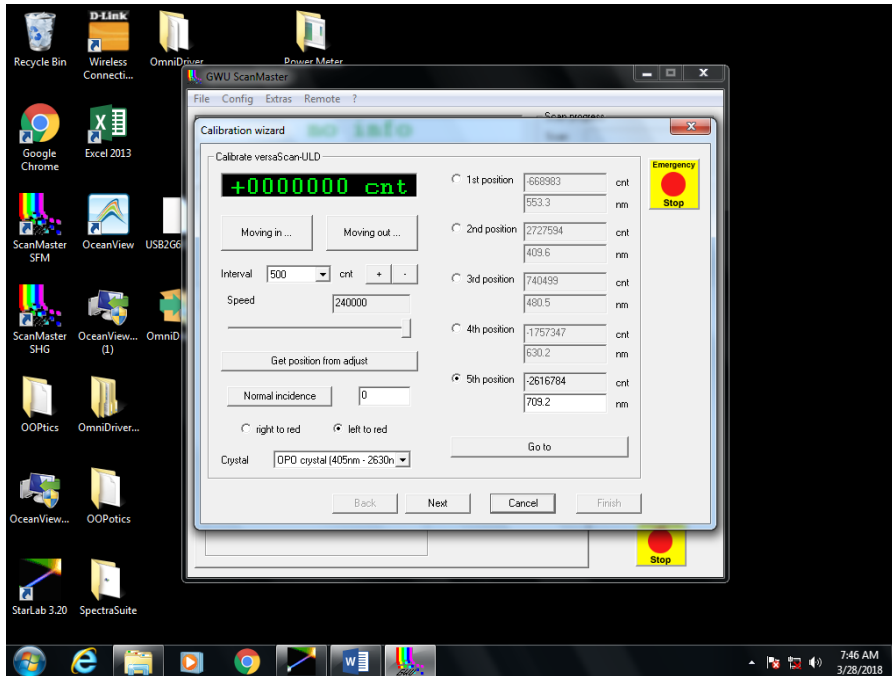 D-Link
Recycle Bin
Wireless
Connecti...
OmniDriver
Power Meter
Google
Chrome
Excel 2013
ScanMaster
SFM
OceanView
USB2G6
ScanMaster
SHG
OceanView...
(1)
OmniD
OOPtics
OmniDriver...
OceanView...
OOPotics
StarLab 3.20
SpectraSuite
GWU ScanMaster
File Config Extras Remote ?
Scan progress
no info
Calibration wizard
Calibrate versaScan-ULD
+0000000 cnt
Moving in ...
Moving out ...
Interval 500 cnt + -
Speed 240000
Get position from adjust
Normal incidence 0
right to red left to red
Crystal OPO crystal (405nm - 2630n
1st position -668983 cnt
553.3 nm
2nd position 2727594 cnt
409.6 nm
3rd position 740499 cnt
480.5 nm
4th position -1757347 cnt
630.2 nm
5th position -2616784 cnt
709.2 nm
Go to
Emergency
Stop
Back Next Cancel Finish
Stop
7:46 AM
3/28/2018